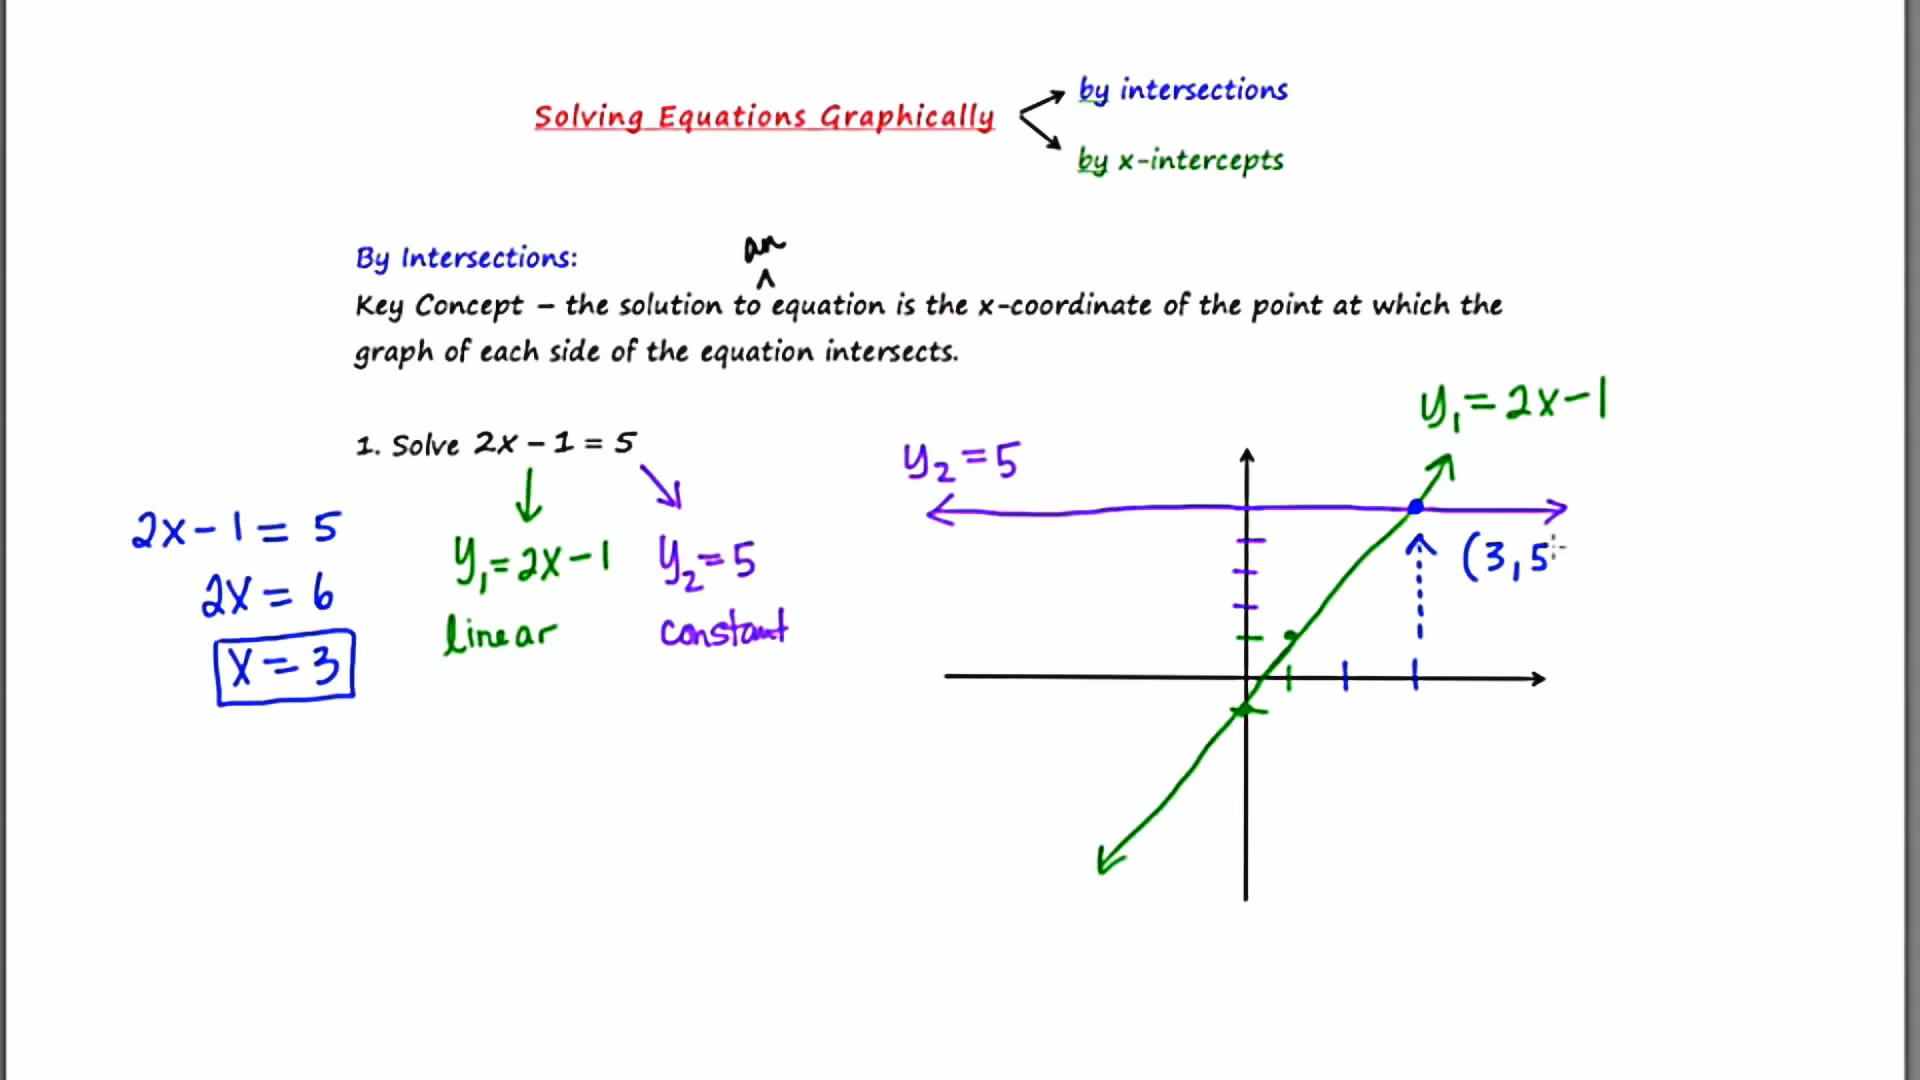 Solving Equations Graphically
by intersections
by x-intercepts
By Intersections:
an
Key Concept – the solution to ^ equation is the x-coordinate of the point at which the
graph of each side of the equation intersects.
1. Solve 2x – 1 = 5
2x - 1 = 5
2x = 6
x = 3
y₁ = 2x - 1
linear
y₂ = 5
constant
y₂ = 5
y₁ = 2x - 1
(3,5